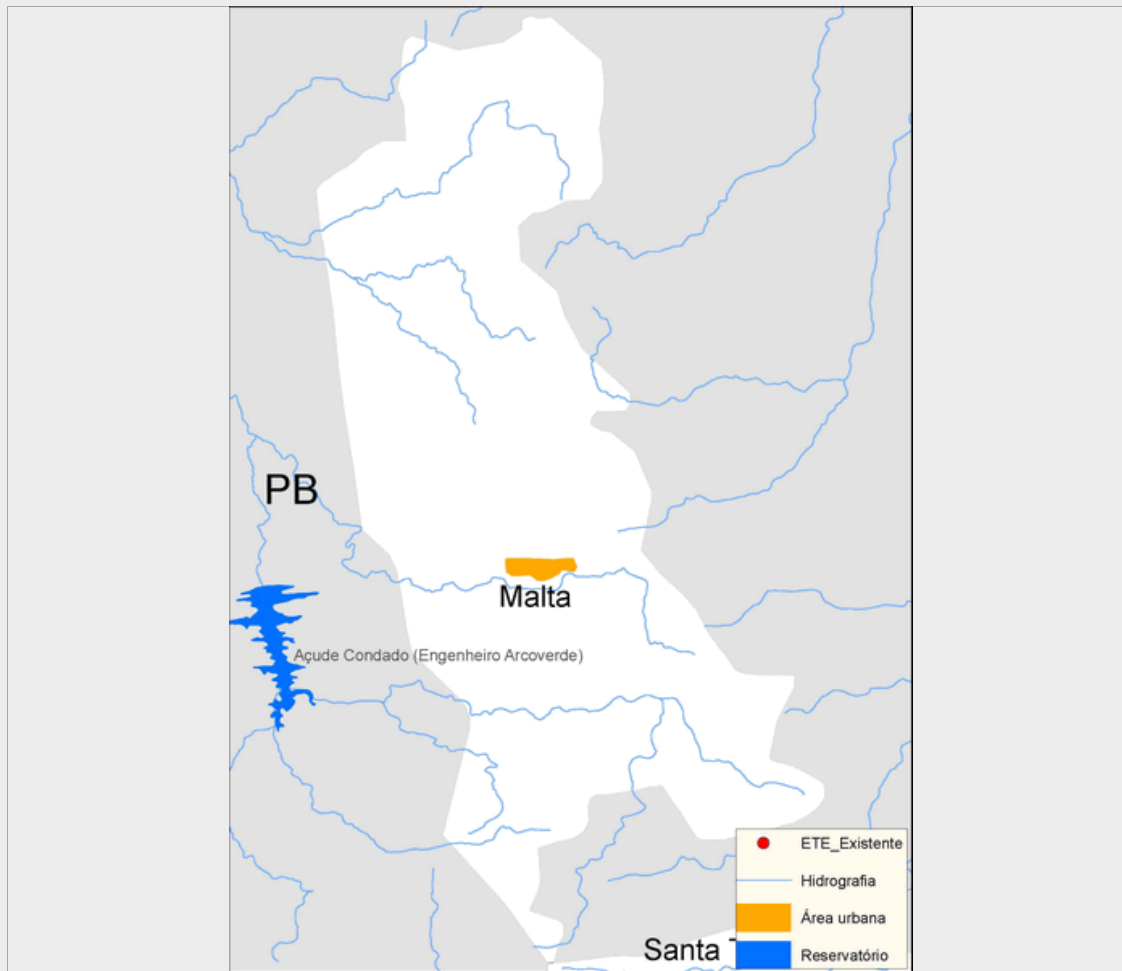 PB
Malta
Açude Condado (Engenheiro Arcoverde)
Santa
ETE_Existente
Hidrografia
Área urbana
Reservatório